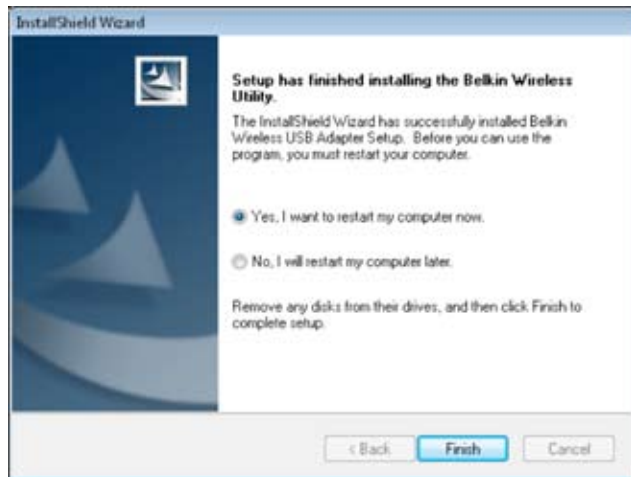 InstallShield Wizard
Setup has finished installing the Belkin Wireless
Utility.
The InstallShield Wizard has successfully installed Belkin
Wireless USB Adapter Setup. Before you can use the
program, you must restart your computer.
Yes, I want to restart my computer now.
No, I will restart my computer later.
Remove any disks from their drives, and then click Finish to
complete setup.
< Back Finish Cancel